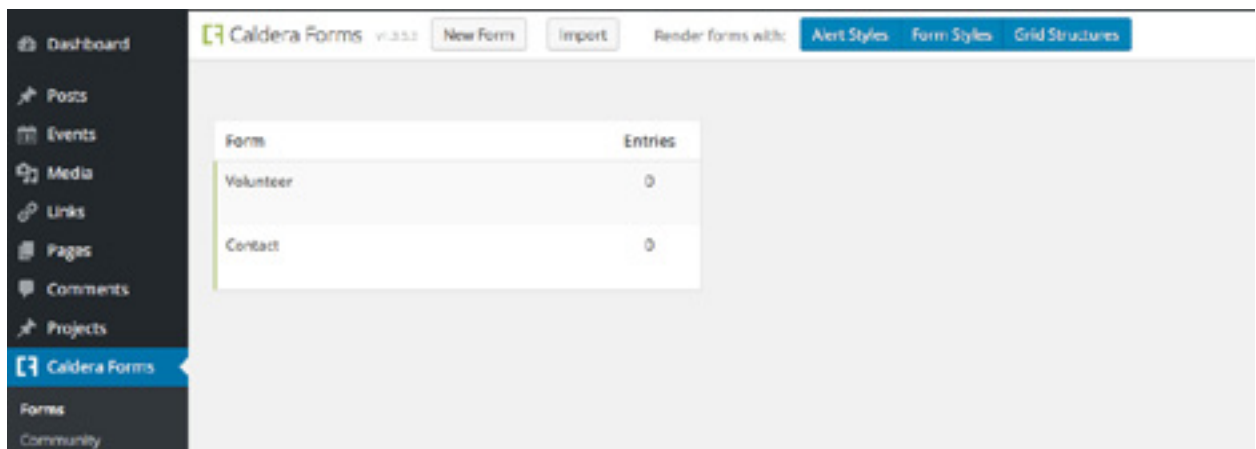 Dashboard
Posts
Events
Media
Links
Pages
Comments
Projects
Caldera Forms
Forms
Community
Caldera Forms New Form Import Render forms with: Alert Styles Form Styles Grid Structures
Form Entries
Volunteer 0
Contact 0